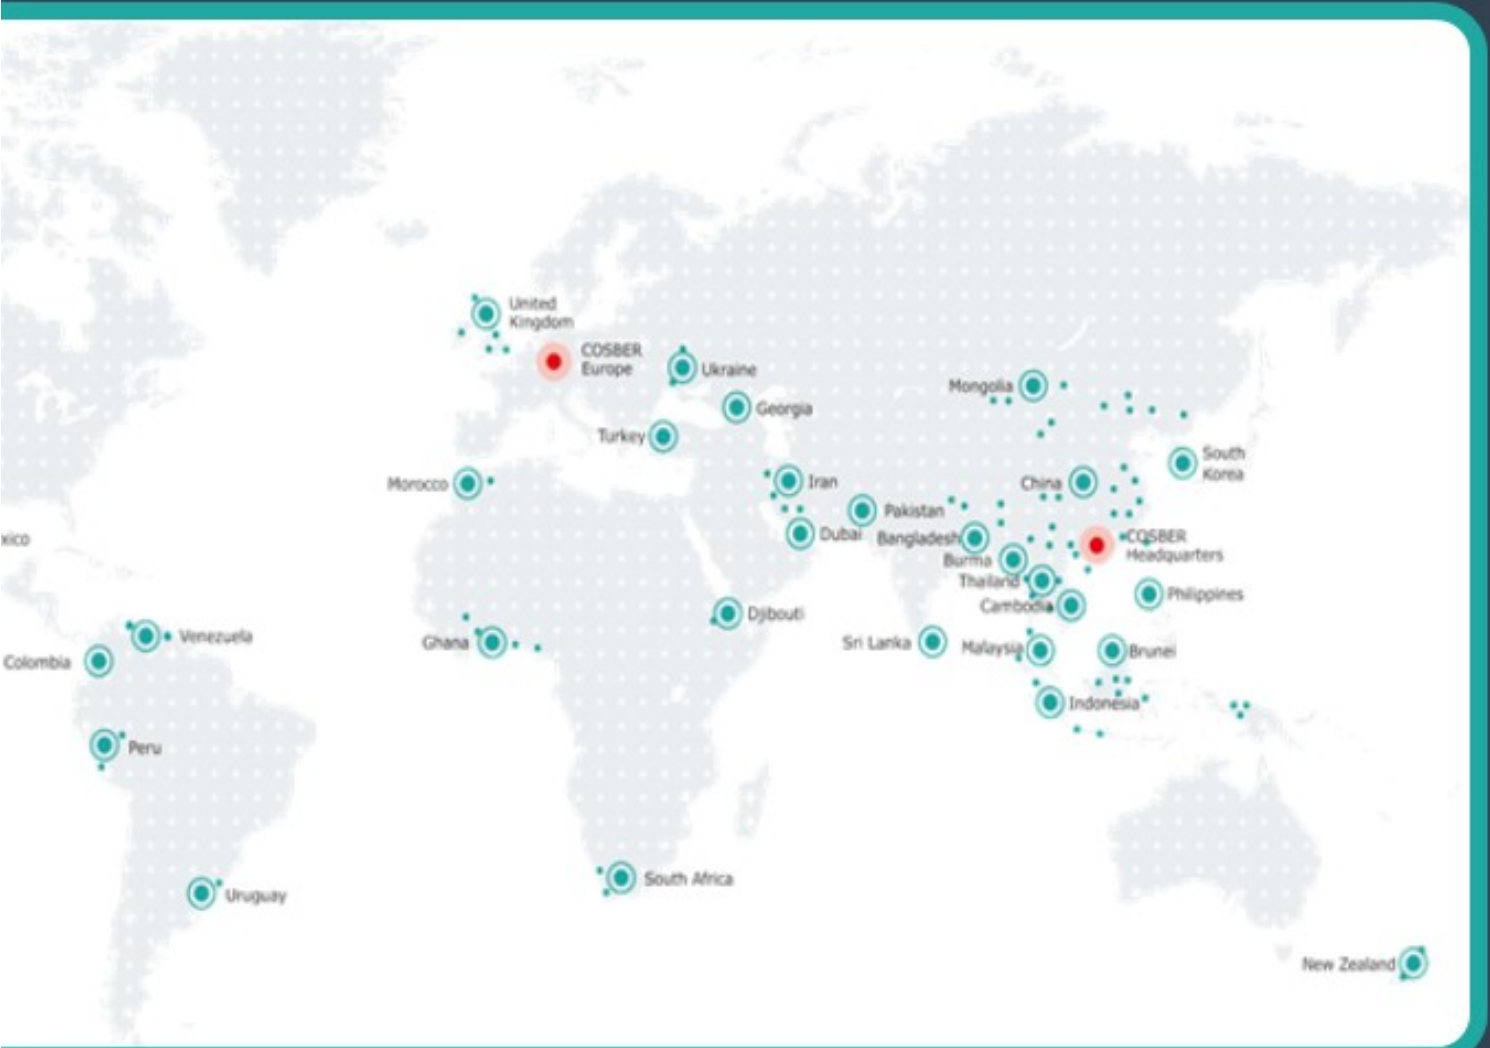 United
Kingdom
COSBER
Europe
Ukraine
Mongolia
Georgia
Turkey
South
Korea
Morocco
Iran
China
Pakistan
xico
Dubai
Bangladesh
COSBER
Headquarters
Burma
Thailand
Philippines
Cambodia
Djibouti
Venezuela
Ghana
Sri Lanka
Malaysia
Brunei
Colombia
Indonesia
Peru
South Africa
Uruguay
New Zealand